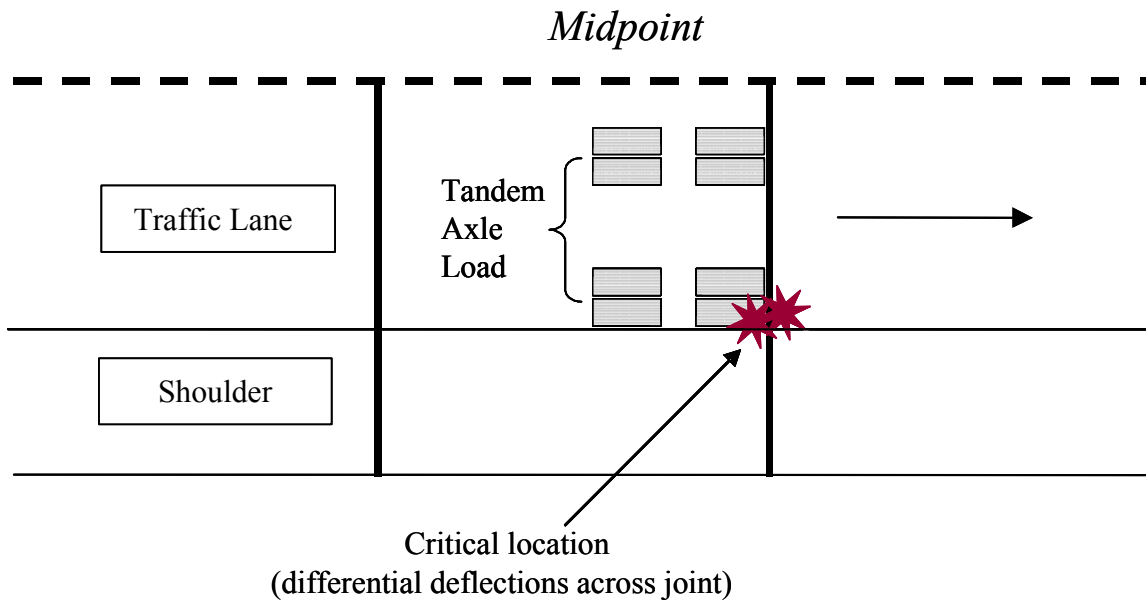 Midpoint
Traffic Lane
Tandem
Axle
Load
Shoulder
Critical location
(differential deflections across joint)